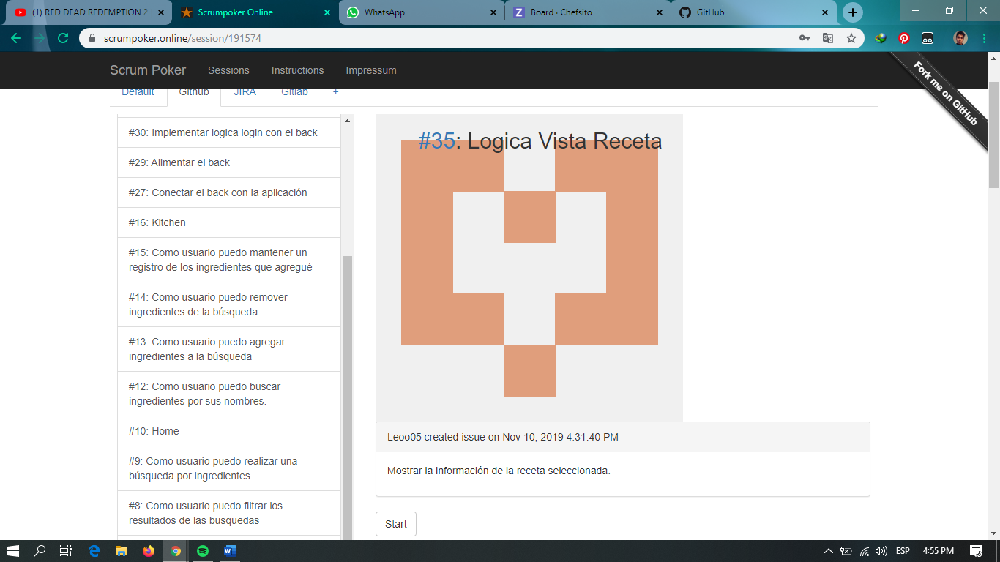 (1) RED DEAD REDEMPTION 2
Scrumpoker Online
WhatsApp
Board · Chefsito
GitHub
scrumpoker.online/session/191574
Scrum Poker
Sessions
Instructions
Impressum
Fork me on GitHub
Default
Github
JIRA
Gitlab
+
#30: Implementar logica login con el back
#29: Alimentar el back
#27: Conectar el back con la aplicación
#16: Kitchen
#15: Como usuario puedo mantener un
registro de los ingredientes que agregué
#14: Como usuario puedo remover
ingredientes de la búsqueda
#13: Como usuario puedo agregar
ingredientes a la búsqueda
#12: Como usuario puedo buscar
ingredientes por sus nombres.
#10: Home
#9: Como usuario puedo realizar una
búsqueda por ingredientes
#8: Como usuario puedo filtrar los
resultados de las busquedas
#35: Logica Vista Receta
Leoo05 created issue on Nov 10, 2019 4:31:40 PM
Mostrar la información de la receta seleccionada.
Start
ESP
4:55 PM